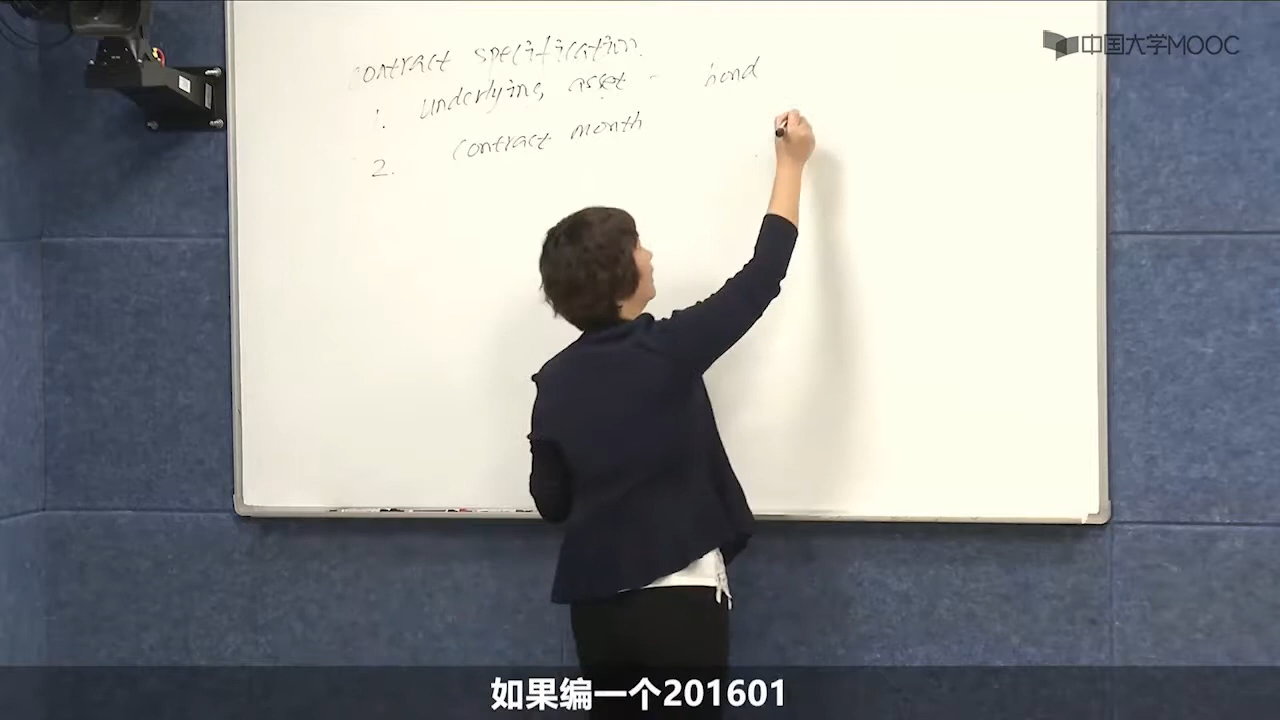 中国大学MOOC
contract specification.
1. underlying asset - bond
2. contract month
如果编一个201601